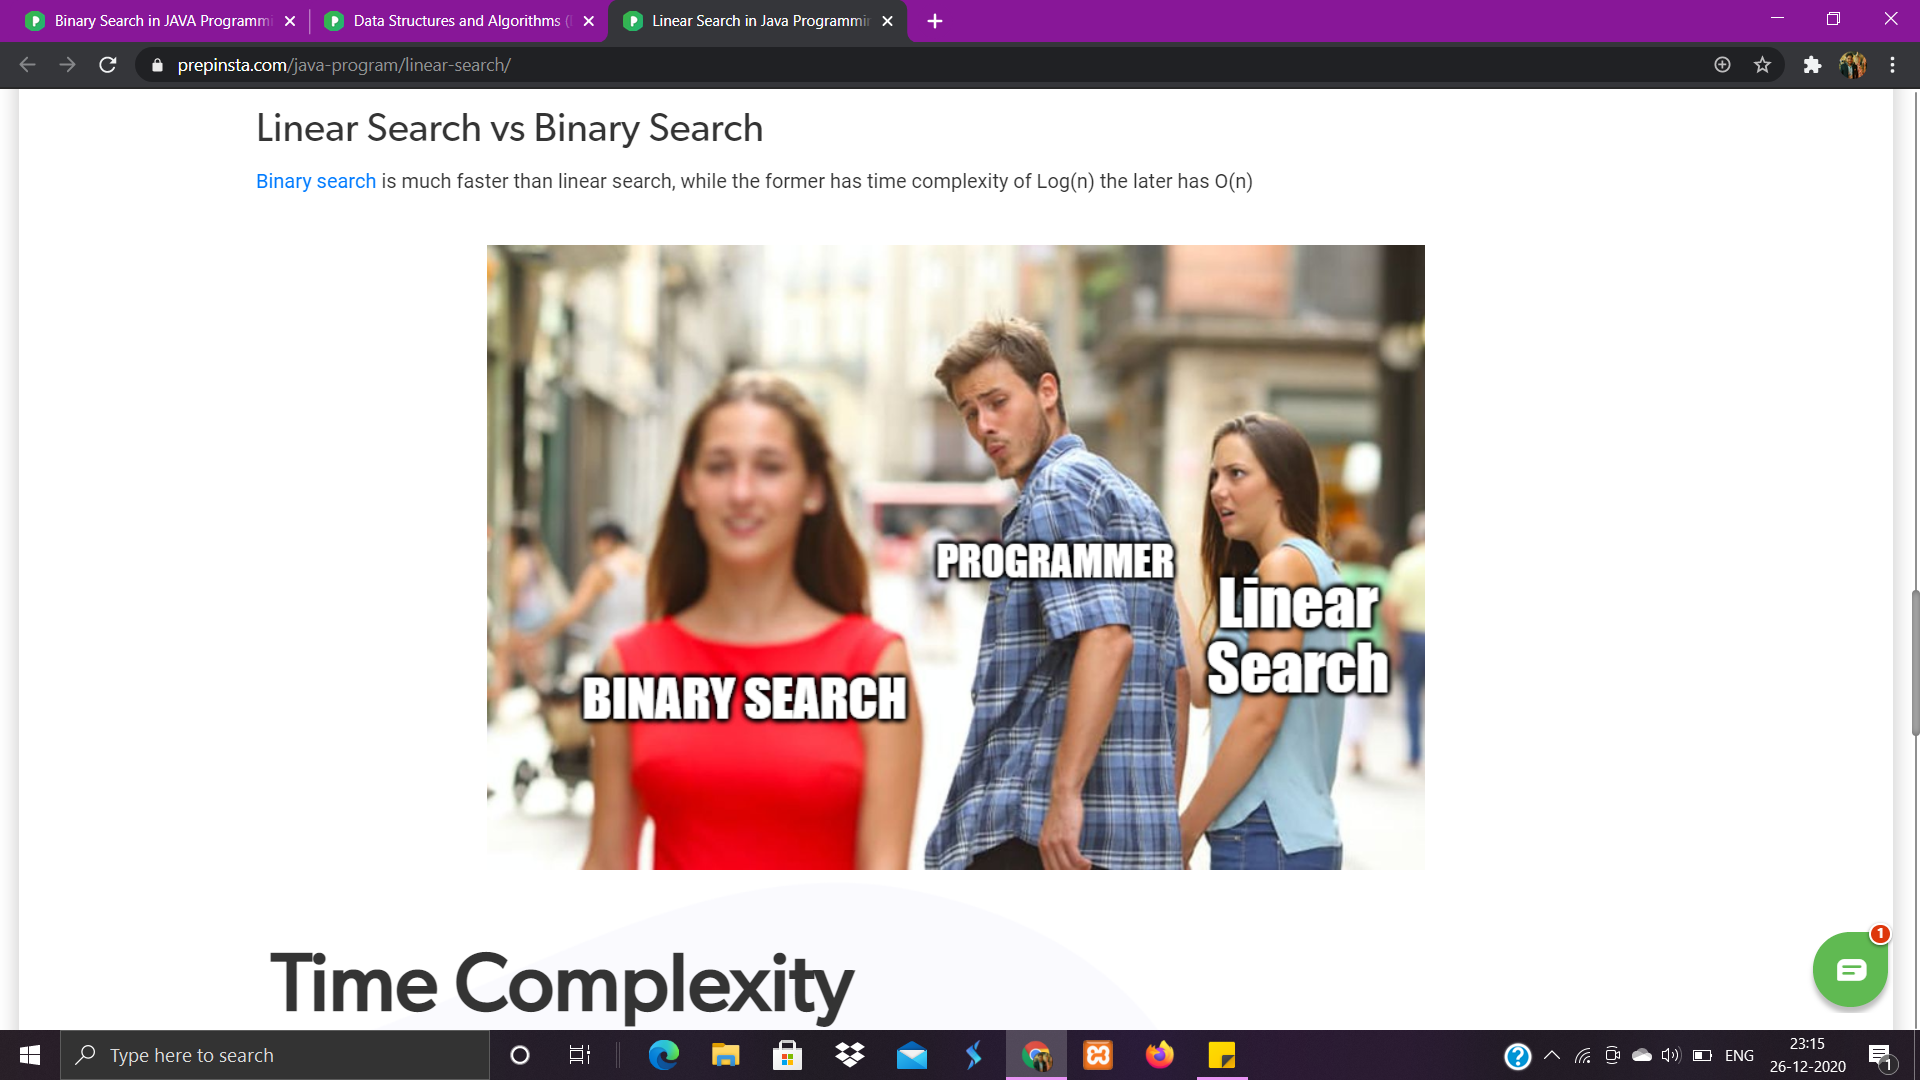 Binary Search in JAVA Programmi
Data Structures and Algorithms (
Linear Search in Java Programmin
prepinsta.com/java-program/linear-search/
Linear Search vs Binary Search
Binary search is much faster than linear search, while the former has time complexity of Log(n) the later has O(n)
PROGRAMMER
Linear
Search
BINARY SEARCH
Time Complexity
1
Type here to search
ENG
23:15
26-12-2020
1